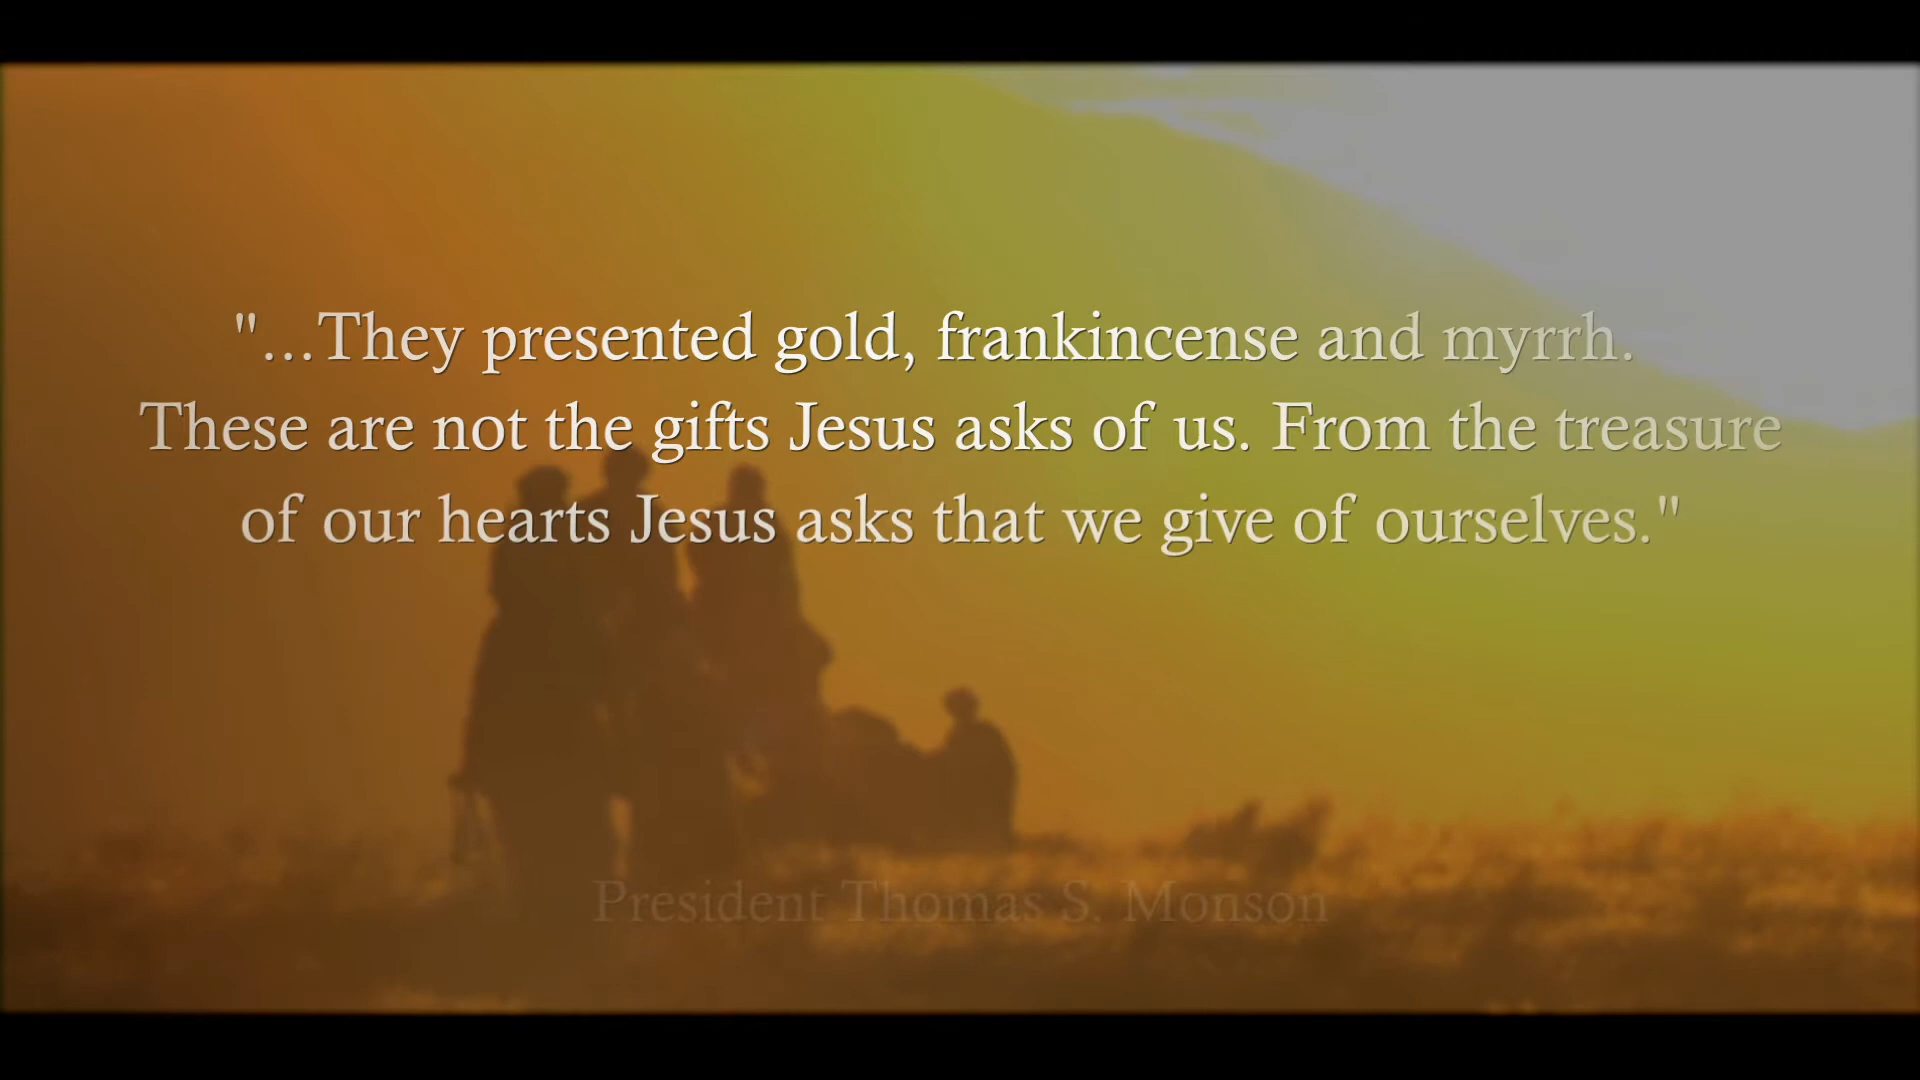 "...They presented gold, frankincense and myrrh.
These are not the gifts Jesus asks of us. From the treasure
of our hearts Jesus asks that we give of ourselves."
President Thomas S. Monson